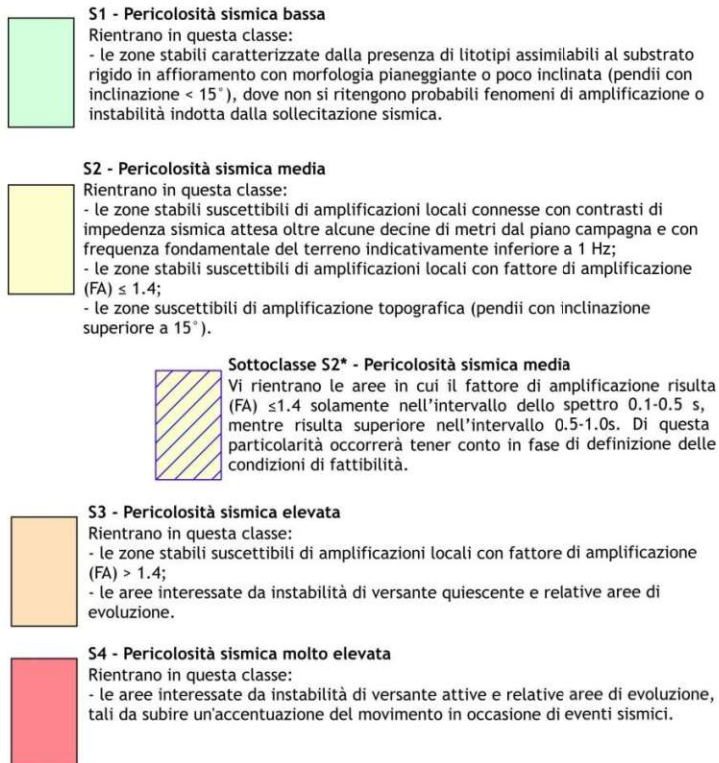 S1 - Pericolosità sismica bassa
Rientrano in questa classe:
- le zone stabili caratterizzate dalla presenza di litotipi assimilabili al substrato
rigido in affioramento con morfologia pianeggiante o poco inclinata (pendii con
inclinazione < 15°), dove non si ritengono probabili fenomeni di amplificazione o
instabilità indotta dalla sollecitazione sismica.
S2 - Pericolosità sismica media
Rientrano in questa classe:
- le zone stabili suscettibili di amplificazioni locali connesse con contrasti di
impedenza sismica attesa oltre alcune decine di metri dal piano campagna e con
frequenza fondamentale del terreno indicativamente inferiore a 1 Hz;
- le zone stabili suscettibili di amplificazioni locali con fattore di amplificazione
(FA) ≤ 1.4;
- le zone suscettibili di amplificazione topografica (pendii con inclinazione
superiore a 15°).
Sottoclasse S2* - Pericolosità sismica media
Vi rientrano le aree in cui il fattore di amplificazione risulta
(FA) ≤1.4 solamente nell'intervallo dello spettro 0.1-0.5 s,
mentre risulta superiore nell'intervallo 0.5-1.0s. Di questa
particolarità occorrerà tener conto in fase di definizione delle
condizioni di fattibilità.
S3 - Pericolosità sismica elevata
Rientrano in questa classe:
- le zone stabili suscettibili di amplificazioni locali con fattore di amplificazione
(FA) > 1.4;
- le aree interessate da instabilità di versante quiescente e relative aree di
evoluzione.
S4 - Pericolosità sismica molto elevata
Rientrano in questa classe:
- le aree interessate da instabilità di versante attive e relative aree di evoluzione,
tali da subire un'accentuazione del movimento in occasione di eventi sismici.